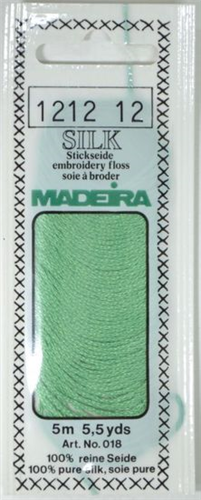 1212 12
SILK
Stickseide
embroidery floss
soie à broder
MADEIRA
5m 5,5yds
Art. No. 018
100% reine Seide
100% pure silk, soie pure